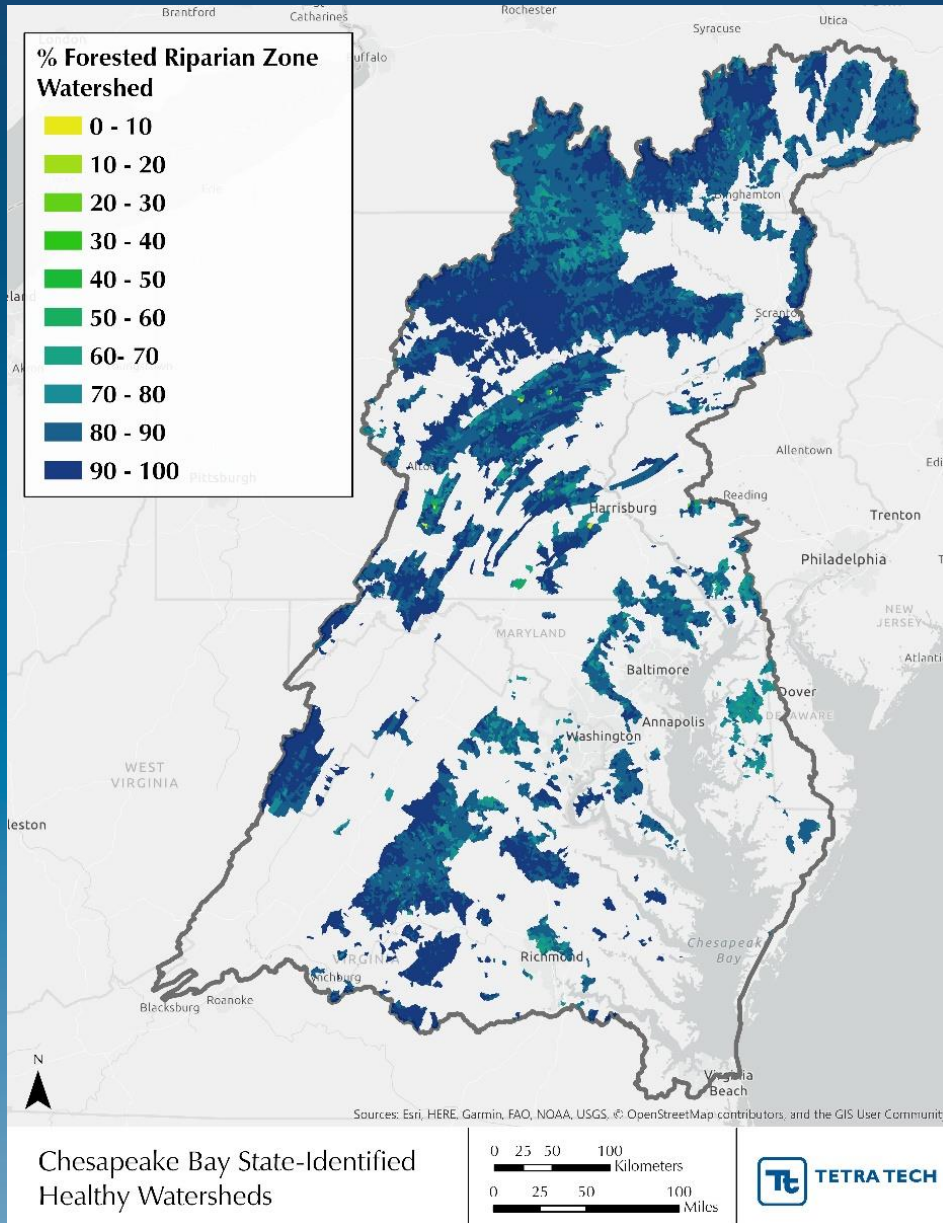 Brantford
St. Catharines
Rochester
Syracuse
Utica
London
Buffalo
% Forested Riparian Zone
Watershed
0 - 10
10 - 20
20 - 30
30 - 40
40 - 50
50 - 60
60- 70
70 - 80
80 - 90
90 - 100
Binghamton
Scranton
Pittsburgh
Allentown
Reading
Harrisburg
Trenton
Philadelphia
NEW
JERSEY
MARYLAND
Baltimore
Dover
Annapolis
DELAWARE
Washington
WEST
VIRGINIA
leston
Chesapeake
Bay
VIRGINIA
Richmond
Lynchburg
Blacksburg
Roanoke
Virginia
Beach
N
Sources: Esri, HERE, Garmin, FAO, NOAA, USGS, © OpenStreetMap contributors, and the GIS User Community
Chesapeake Bay State-Identified
Healthy Watersheds
0 25 50 100
Kilometers
0 25 50 100
Miles
Tt TETRA TECH